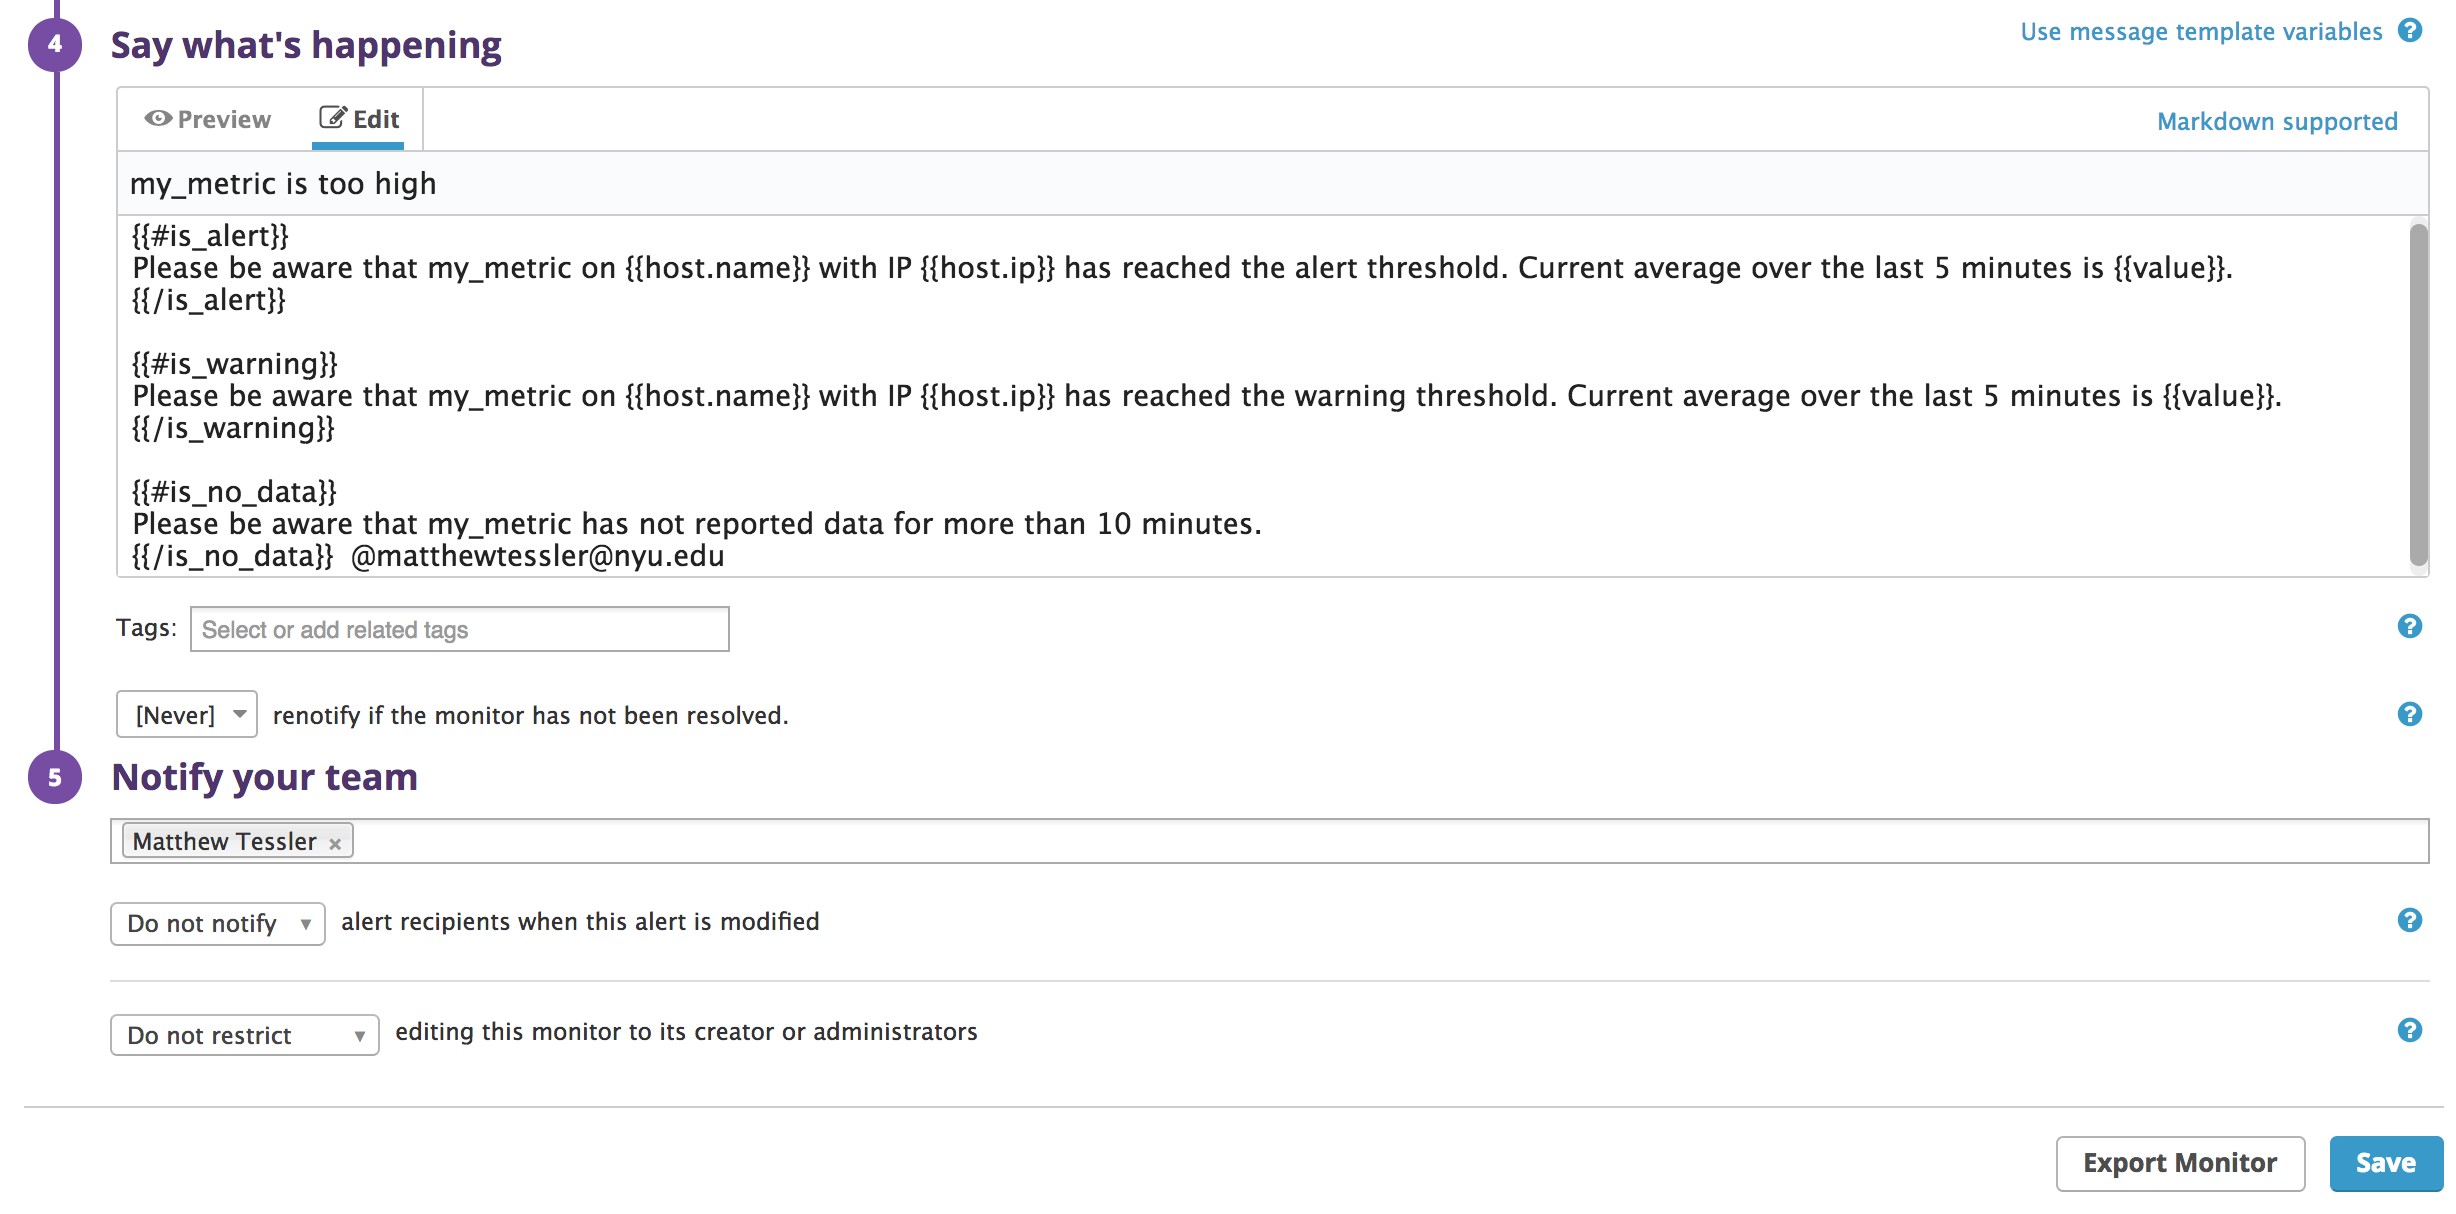 4 Say what's happening
Use message template variables ?
Preview Edit
Markdown supported
my_metric is too high
{{#is_alert}}
Please be aware that my_metric on {{host.name}} with IP {{host.ip}} has reached the alert threshold. Current average over the last 5 minutes is {{value}}.
{{/is_alert}}
{{#is_warning}}
Please be aware that my_metric on {{host.name}} with IP {{host.ip}} has reached the warning threshold. Current average over the last 5 minutes is {{value}}.
{{/is_warning}}
{{#is_no_data}}
Please be aware that my_metric has not reported data for more than 10 minutes.
{{/is_no_data}} @matthewtessler@nyu.edu
Tags: Select or add related tags ?
[Never] renotify if the monitor has not been resolved. ?
5 Notify your team
Matthew Tessler ×
Do not notify alert recipients when this alert is modified ?
Do not restrict editing this monitor to its creator or administrators ?
Export Monitor Save